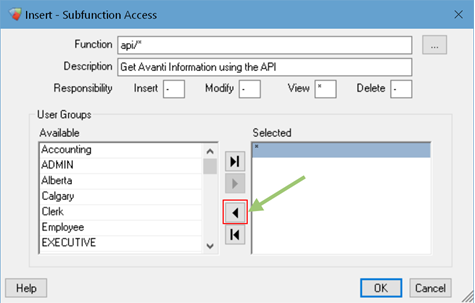 Insert - Subfunction Access
Function api/* ...
Description Get Avanti Information using the API
Responsibility Insert - Modify - View * Delete -
User Groups
Available Selected
Accounting *
ADMIN
Alberta
Calgary
Clerk
Employee
EXECUTIVE
Help OK Cancel